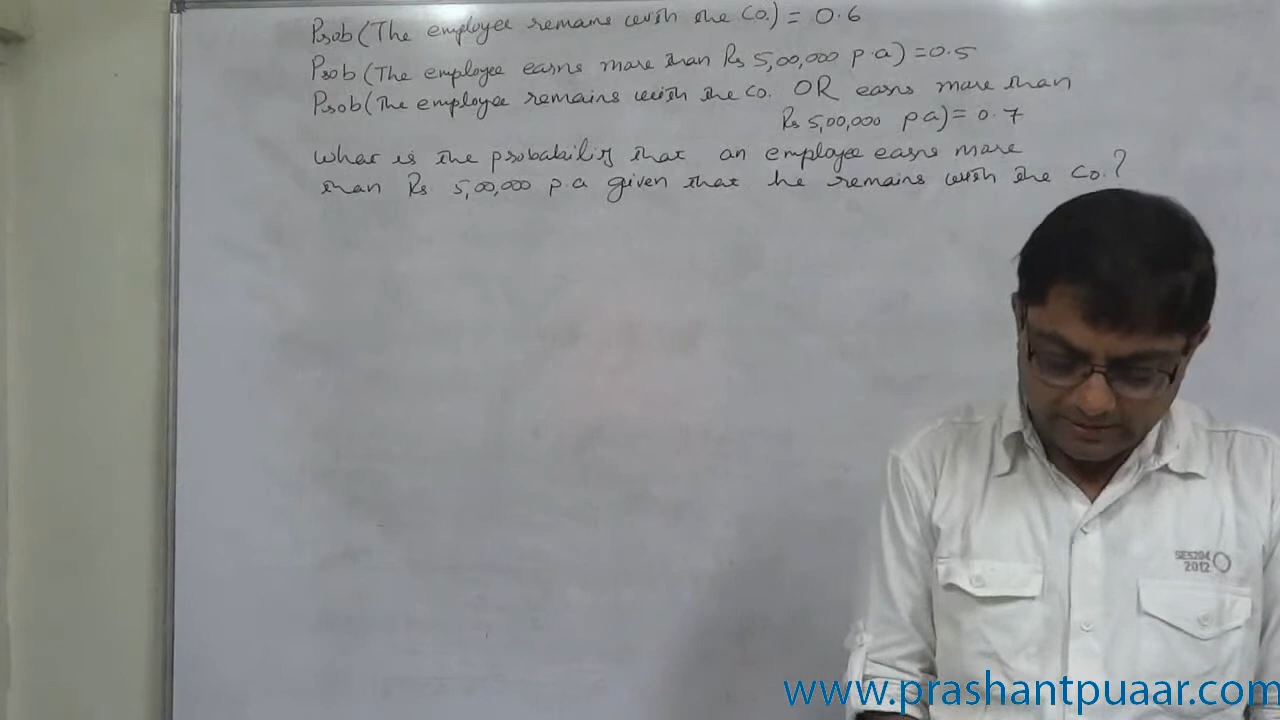 Prob (The employee remains with the Co.) = 0.6
Prob (The employee earns more than Rs 5,00,000 p.a) = 0.5
Prob (The employee remains with the Co. OR earns more than
Rs 5,00,000 p a) = 0.7
What is the probability that an employee earns more
than Rs 5,00,000 p a given that he remains with the Co.?
SES204
2012
www.prashantpuaar.com